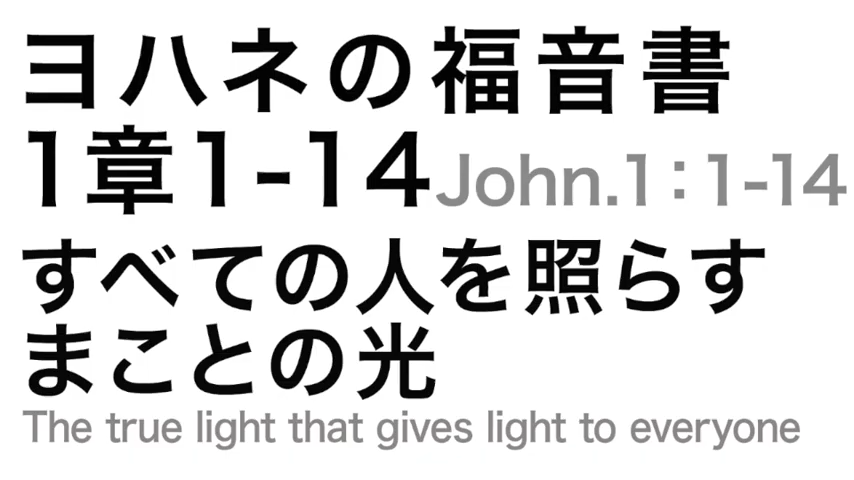 ヨハネの福音書
1章1-14 John.1：1-14
すべての人を照らす
まことの光
The true light that gives light to everyone